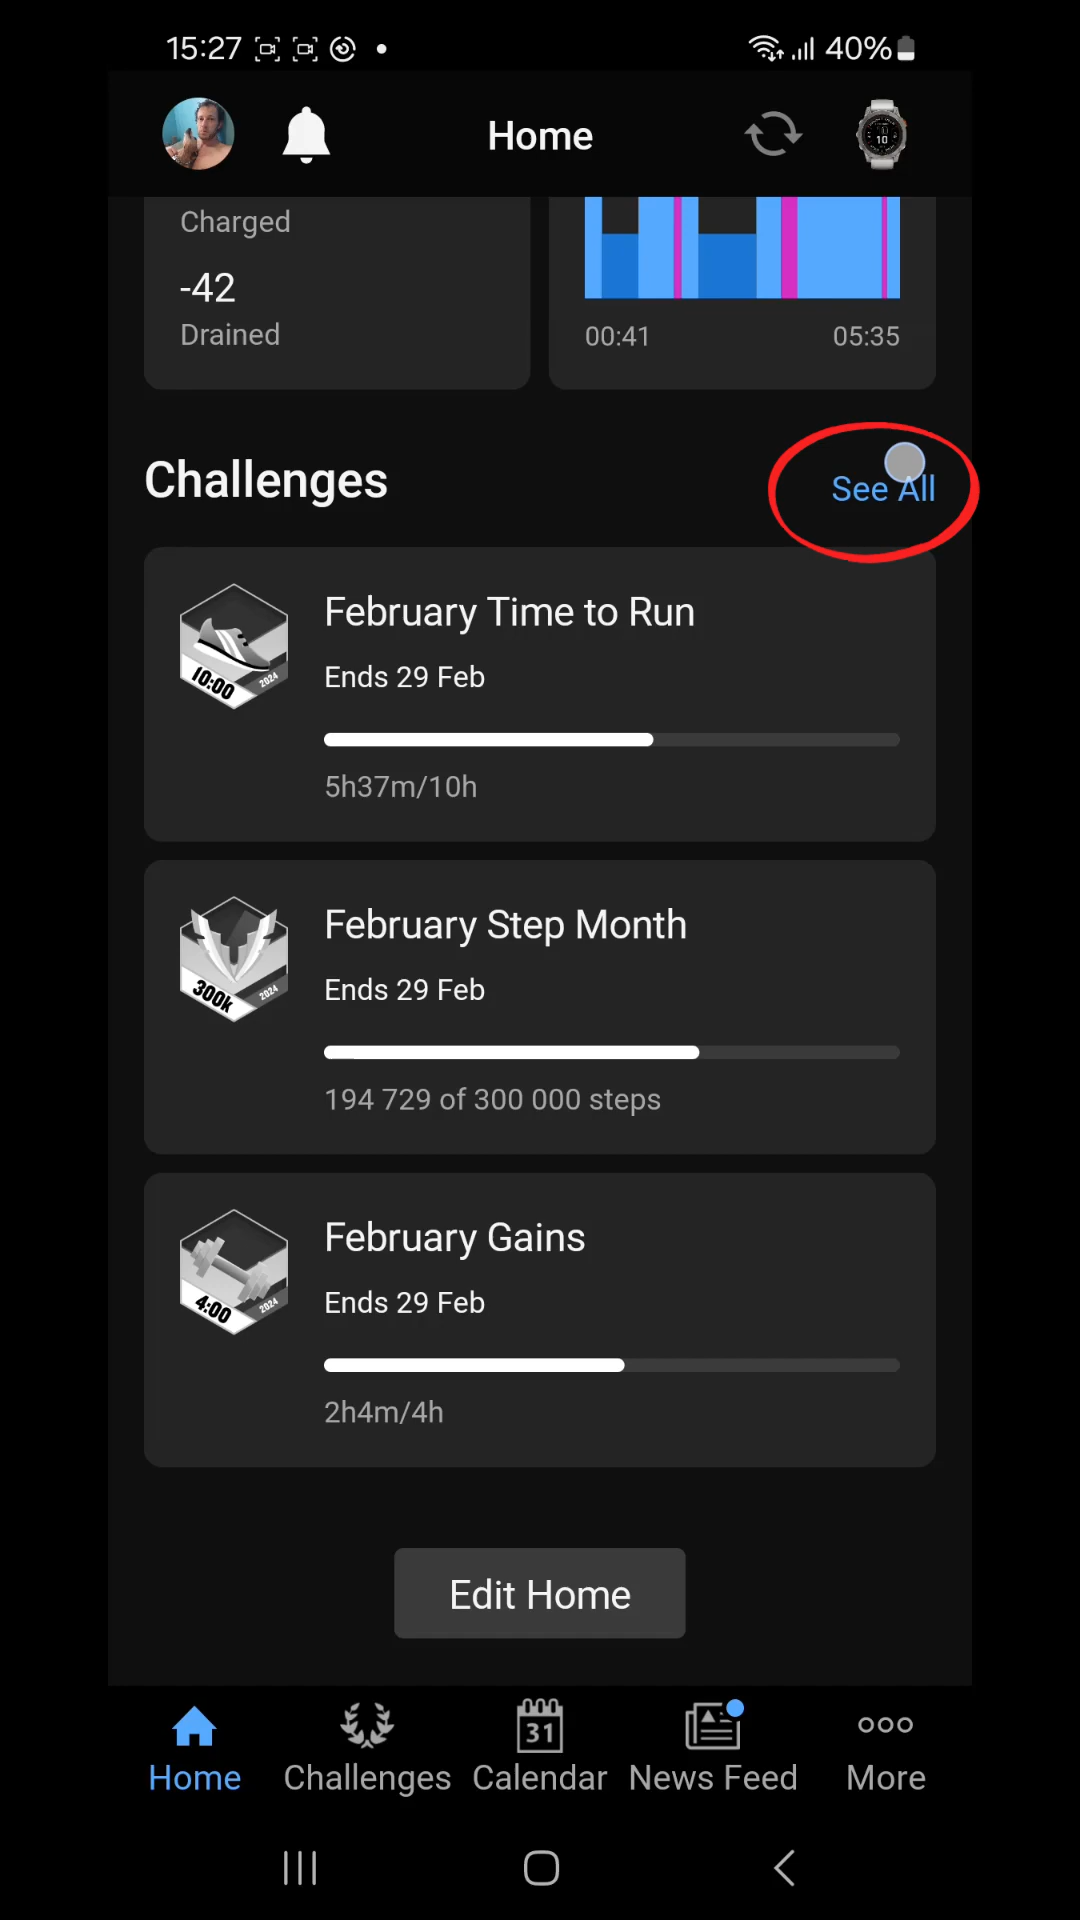 15:27 40%
Home
10
Charged
-42
Drained
00:41 05:35
Challenges See All
February Time to Run
Ends 29 Feb
10:00 2024
5h37m/10h
February Step Month
Ends 29 Feb
300k 2024
194 729 of 300 000 steps
February Gains
Ends 29 Feb
4:00 2024
2h4m/4h
Edit Home
31
Home Challenges Calendar News Feed More